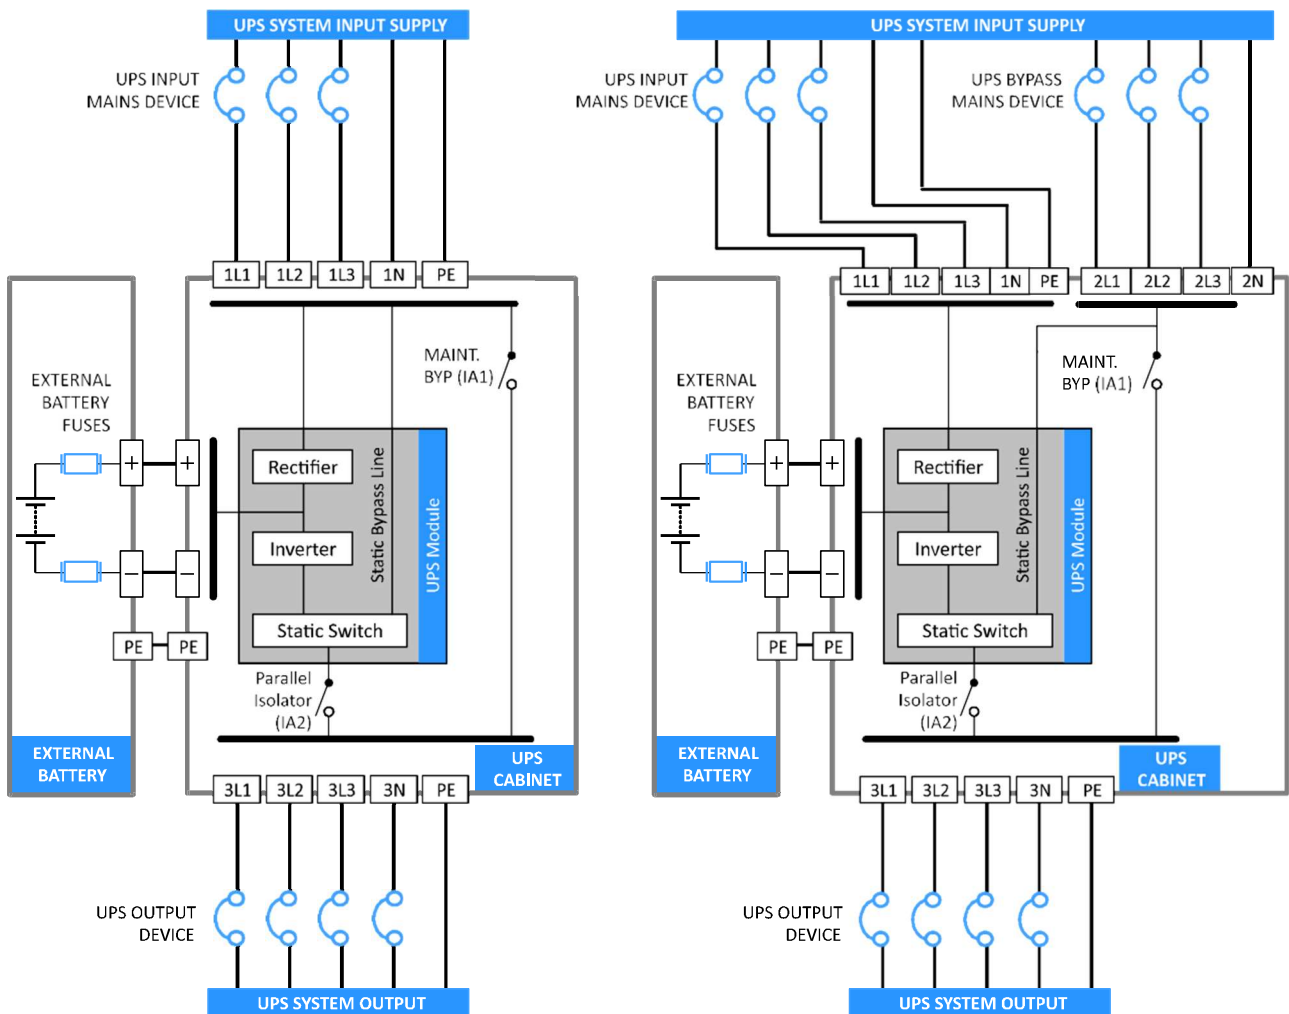 UPS SYSTEM INPUT SUPPLY
UPS INPUT
MAINS DEVICE
1L1 1L2 1L3 1N PE
MAINT.
BYP (IA1)
EXTERNAL
BATTERY
FUSES
+ +
Rectifier
Static Bypass Line
UPS Module
Inverter
− −
Static Switch
PE PE
Parallel
Isolator
(IA2)
EXTERNAL
BATTERY
UPS
CABINET
3L1 3L2 3L3 3N PE
UPS OUTPUT
DEVICE
UPS SYSTEM OUTPUT
UPS SYSTEM INPUT SUPPLY
UPS INPUT
MAINS DEVICE
UPS BYPASS
MAINS DEVICE
1L1 1L2 1L3 1N PE 2L1 2L2 2L3 2N
MAINT.
BYP (IA1)
EXTERNAL
BATTERY
FUSES
+ +
Rectifier
Static Bypass Line
UPS Module
Inverter
− −
Static Switch
PE PE
Parallel
Isolator
(IA2)
EXTERNAL
BATTERY
UPS
CABINET
3L1 3L2 3L3 3N PE
UPS OUTPUT
DEVICE
UPS SYSTEM OUTPUT